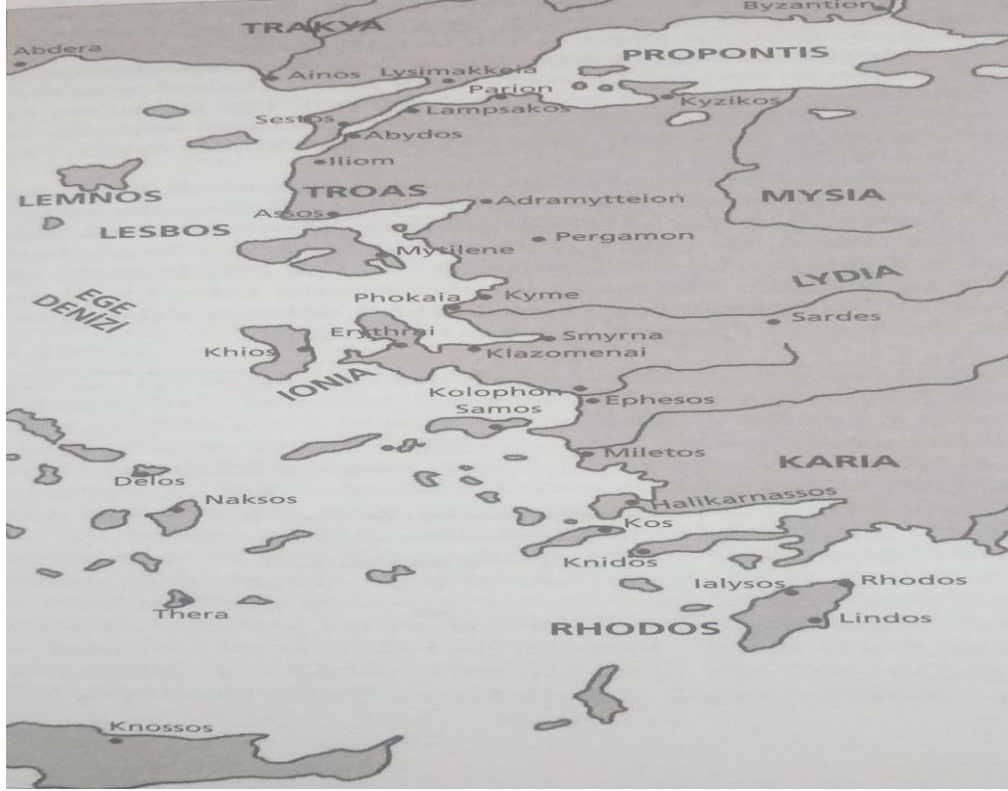 Byzantion
TRAKYA
Abdera
PROPONTIS
Ainos
Lysimakkeia
Parion
Kyzikos
Lampsakos
Sestos
Abydos
Iliom
TROAS
LEMNOS
MYSIA
Adramytteion
Assos
LESBOS
Pergamon
Mytilene
LYDIA
EGE
DENİZİ
Phokaia
Kyme
Sardes
Erythrai
Smyrna
Khios
Klazomenai
IONIA
Kolophon
Ephesos
Samos
Miletos
KARIA
Delos
Naksos
Halikarnassos
Kos
Knidos
Ialysos
Rhodos
Thera
Lindos
RHODOS
Knossos